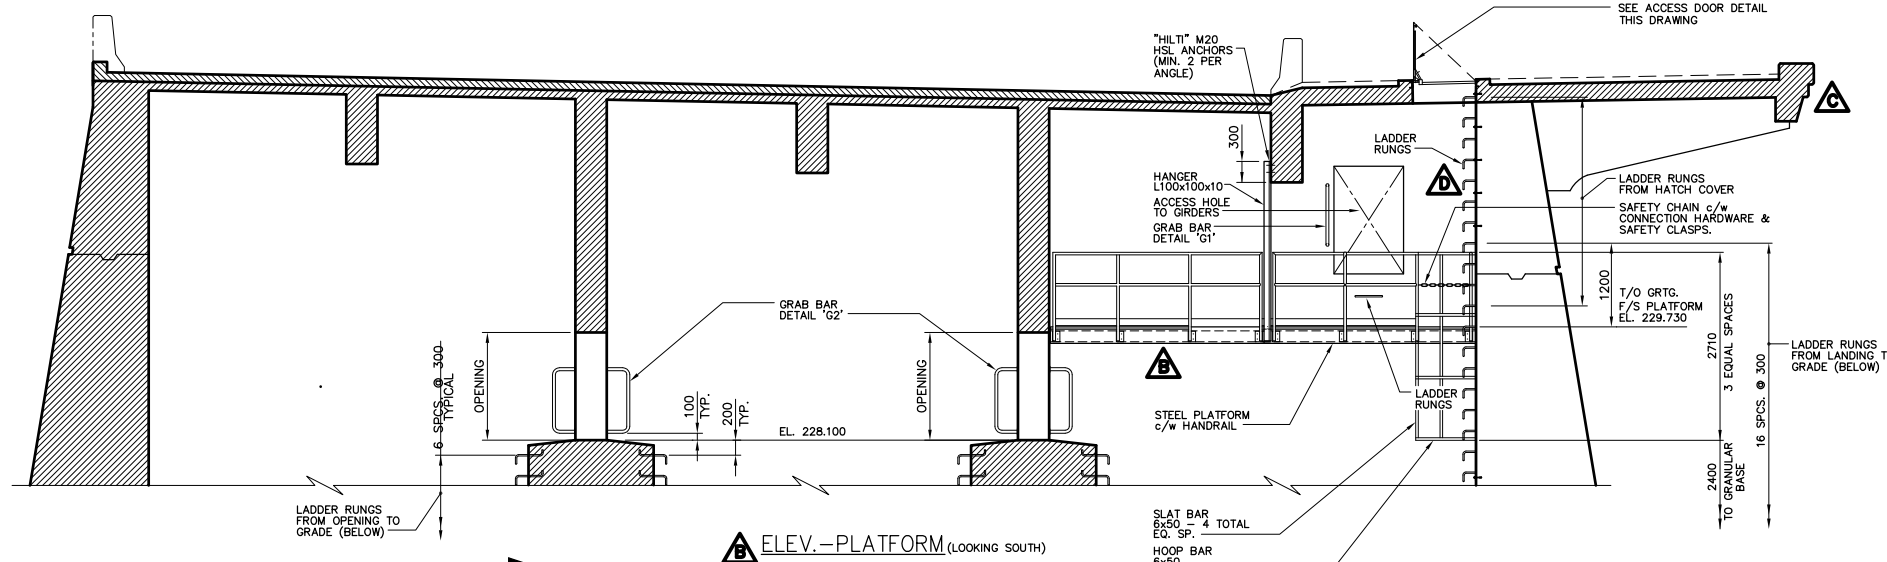 SEE ACCESS DOOR DETAIL
THIS DRAWING
"HILTI" M20
HSL ANCHORS
(MIN. 2 PER
ANGLE)
C
300
LADDER
RUNGS
D
HANGER
L100x100x10
ACCESS HOLE
TO GIRDERS
GRAB BAR
DETAIL 'G1'
LADDER RUNGS
FROM HATCH COVER
SAFETY CHAIN c/w
CONNECTION HARDWARE &
SAFETY CLASPS.
1200
T/O GRTG.
F/S PLATFORM
EL. 229.730
GRAB BAR
DETAIL 'G2'
LADDER RUNGS
FROM LANDING T
GRADE (BELOW)
2710
3 EQUAL SPACES
16 SPCS. @ 300
B
6 SPCS. @ 300
TYPICAL
OPENING
100
TYP.
200
TYP.
EL. 228.100
OPENING
LADDER
RUNGS
STEEL PLATFORM
c/w HANDRAIL
2400
TO GRANULAR
BASE
LADDER RUNGS
FROM OPENING TO
GRADE (BELOW)
SLAT BAR
6x50 - 4 TOTAL
EQ. SP.
B ELEV.-PLATFORM (LOOKING SOUTH)
HOOP BAR
6x50